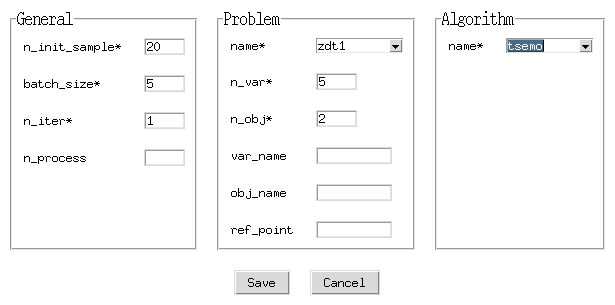 General
n_init_sample* 20
batch_size* 5
n_iter* 1
n_process
Problem
name* zdt1
n_var* 5
n_obj* 2
var_name
obj_name
ref_point
Algorithm
name* tsemo
Save Cancel